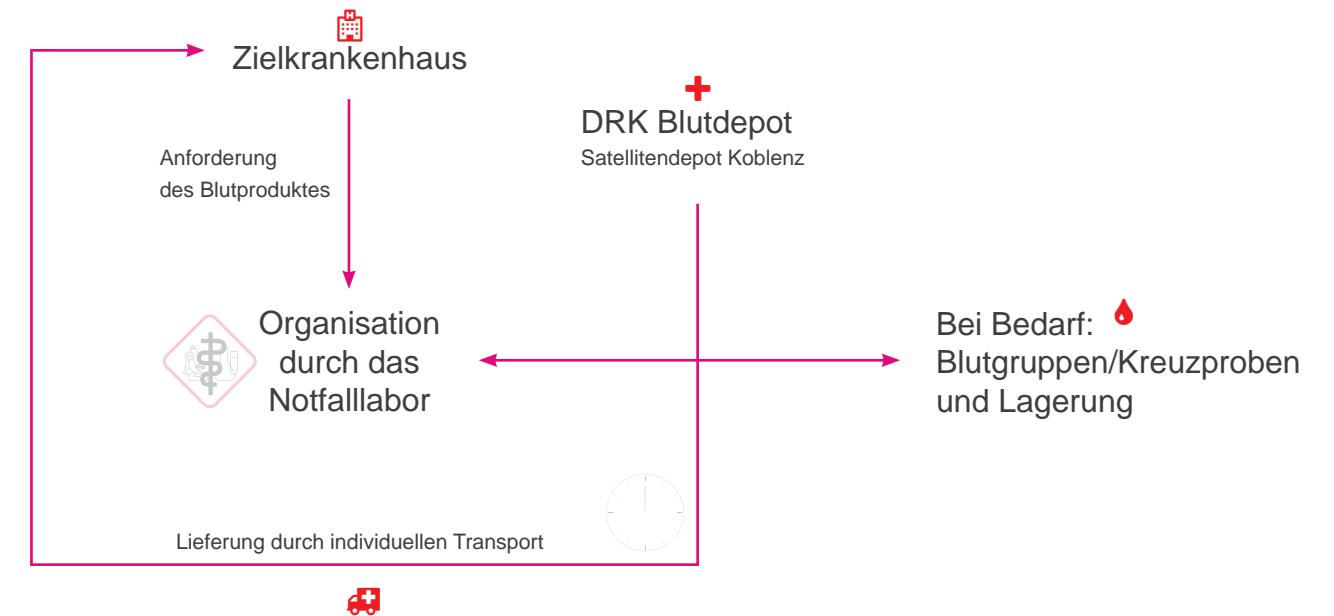 Zielkrankenhaus
DRK Blutdepot
Satellitendepot Koblenz
Anforderung
des Blutproduktes
Organisation
durch das
Notfalllabor
Bei Bedarf:
Blutgruppen/Kreuzproben
und Lagerung
Lieferung durch individuellen Transport